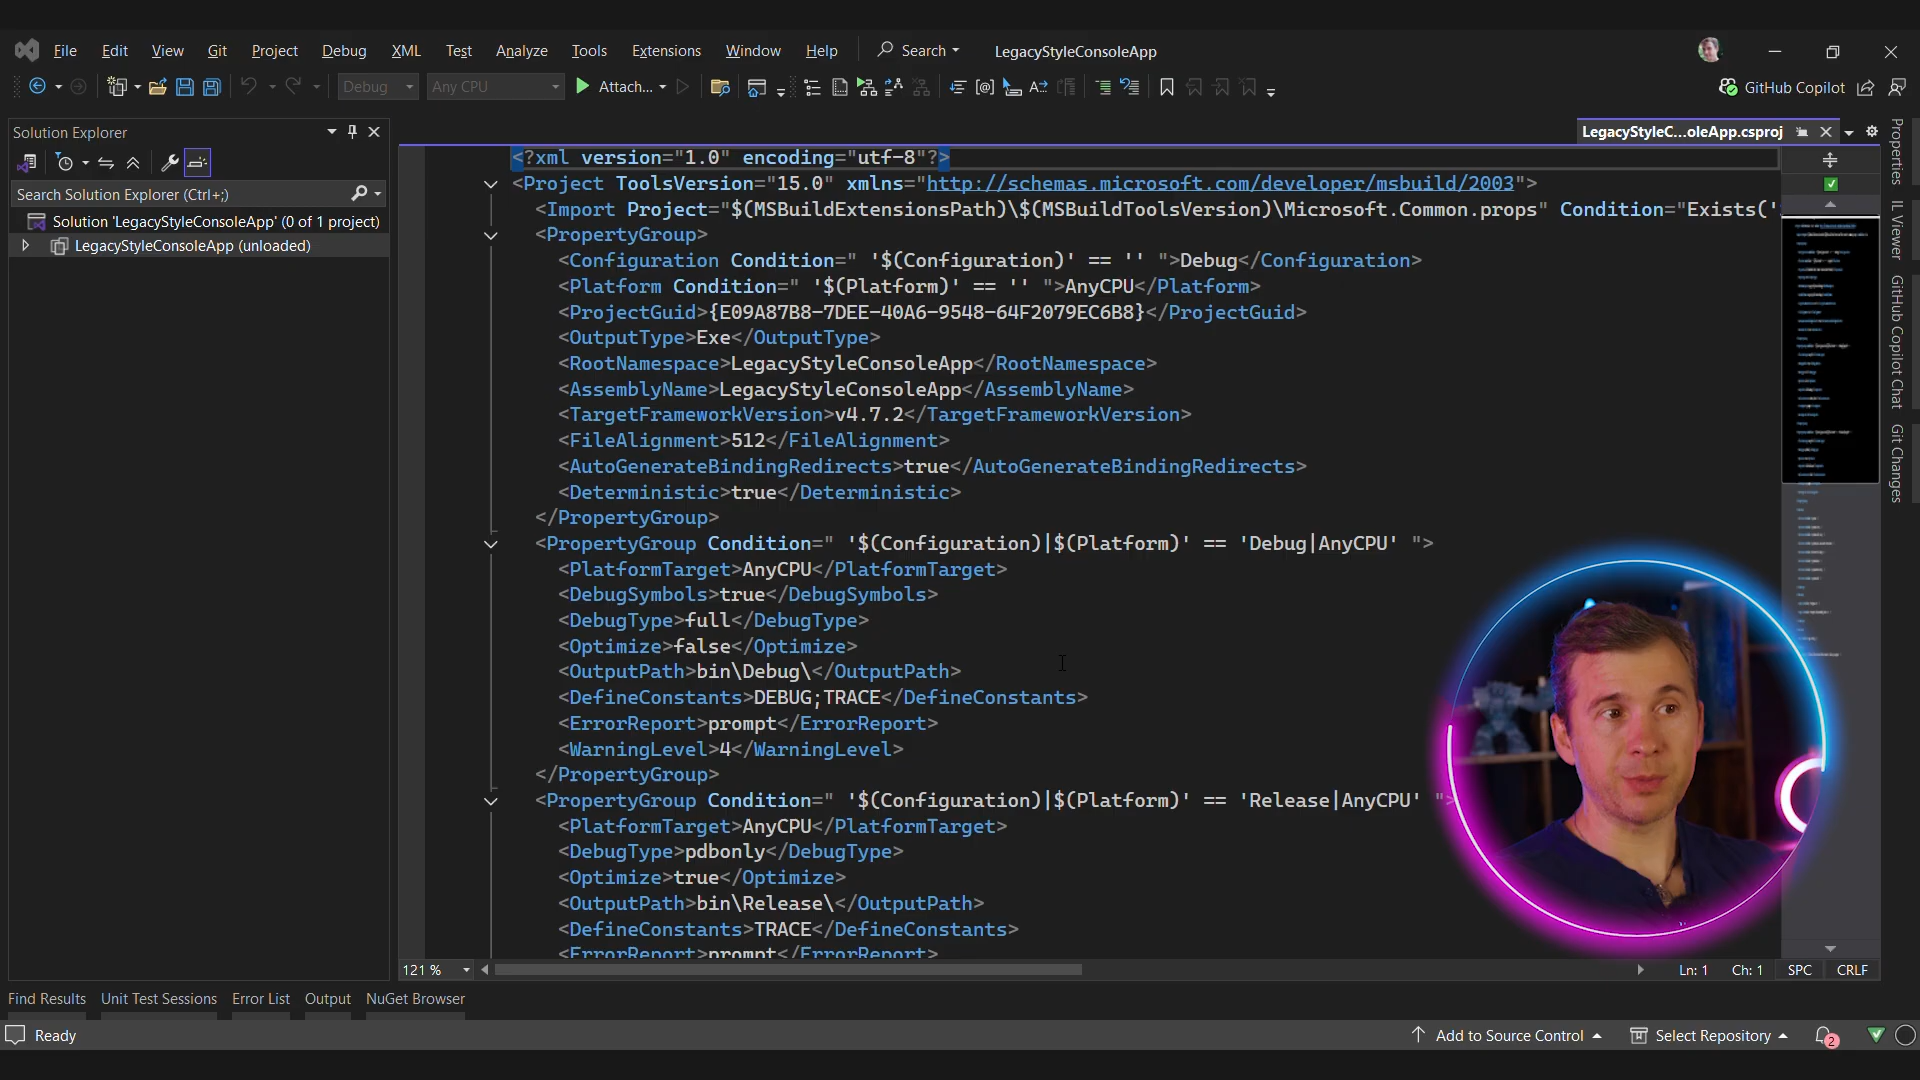 File Edit View Git Project Debug XML Test Analyze Tools Extensions Window Help Search LegacyStyleConsoleApp
Debug Any CPU Attach... GitHub Copilot
Solution Explorer
Search Solution Explorer (Ctrl+;)
Solution 'LegacyStyleConsoleApp' (0 of 1 project)
LegacyStyleConsoleApp (unloaded)
LegacyStyleC...oleApp.csproj
<?xml version="1.0" encoding="utf-8"?>
<Project ToolsVersion="15.0" xmlns="http://schemas.microsoft.com/developer/msbuild/2003">
<Import Project="$(MSBuildExtensionsPath)\$(MSBuildToolsVersion)\Microsoft.Common.props" Condition="Exists('
<PropertyGroup>
<Configuration Condition=" '$(Configuration)' == '' ">Debug</Configuration>
<Platform Condition=" '$(Platform)' == '' ">AnyCPU</Platform>
<ProjectGuid>{E09A87B8-7DEE-40A6-9548-64F2079EC6B8}</ProjectGuid>
<OutputType>Exe</OutputType>
<RootNamespace>LegacyStyleConsoleApp</RootNamespace>
<AssemblyName>LegacyStyleConsoleApp</AssemblyName>
<TargetFrameworkVersion>v4.7.2</TargetFrameworkVersion>
<FileAlignment>512</FileAlignment>
<AutoGenerateBindingRedirects>true</AutoGenerateBindingRedirects>
<Deterministic>true</Deterministic>
</PropertyGroup>
<PropertyGroup Condition=" '$(Configuration)|$(Platform)' == 'Debug|AnyCPU' ">
<PlatformTarget>AnyCPU</PlatformTarget>
<DebugSymbols>true</DebugSymbols>
<DebugType>full</DebugType>
<Optimize>false</Optimize>
<OutputPath>bin\Debug\</OutputPath>
<DefineConstants>DEBUG;TRACE</DefineConstants>
<ErrorReport>prompt</ErrorReport>
<WarningLevel>4</WarningLevel>
</PropertyGroup>
<PropertyGroup Condition=" '$(Configuration)|$(Platform)' == 'Release|AnyCPU' ">
<PlatformTarget>AnyCPU</PlatformTarget>
<DebugType>pdbonly</DebugType>
<Optimize>true</Optimize>
<OutputPath>bin\Release\</OutputPath>
<DefineConstants>TRACE</DefineConstants>
<ErrorReport>prompt</ErrorReport>
121 % Ln: 1 Ch: 1 SPC CRLF
Properties
IL Viewer
GitHub Copilot Chat
Git Changes
Find Results Unit Test Sessions Error List Output NuGet Browser
Ready Add to Source Control Select Repository 2